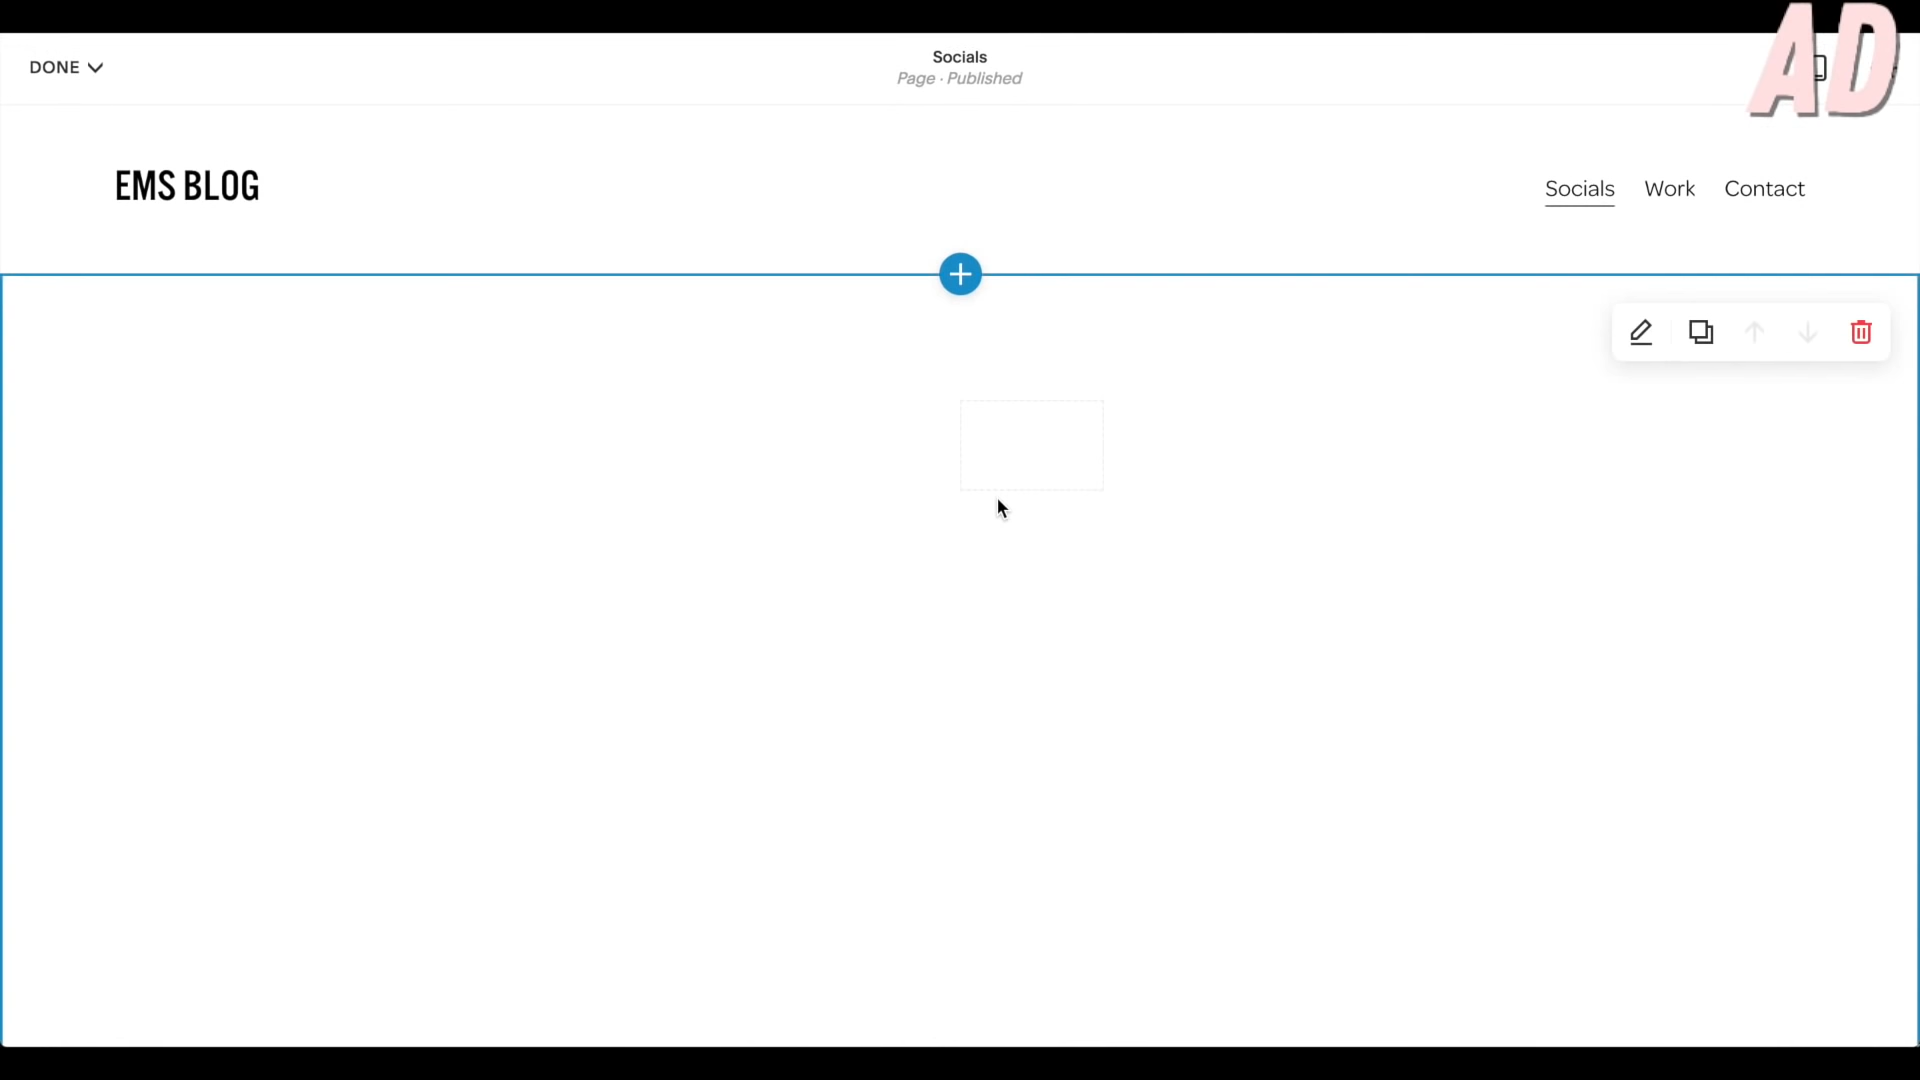 AD
DONE
Socials
Page · Published
EMS BLOG
Socials
Work
Contact